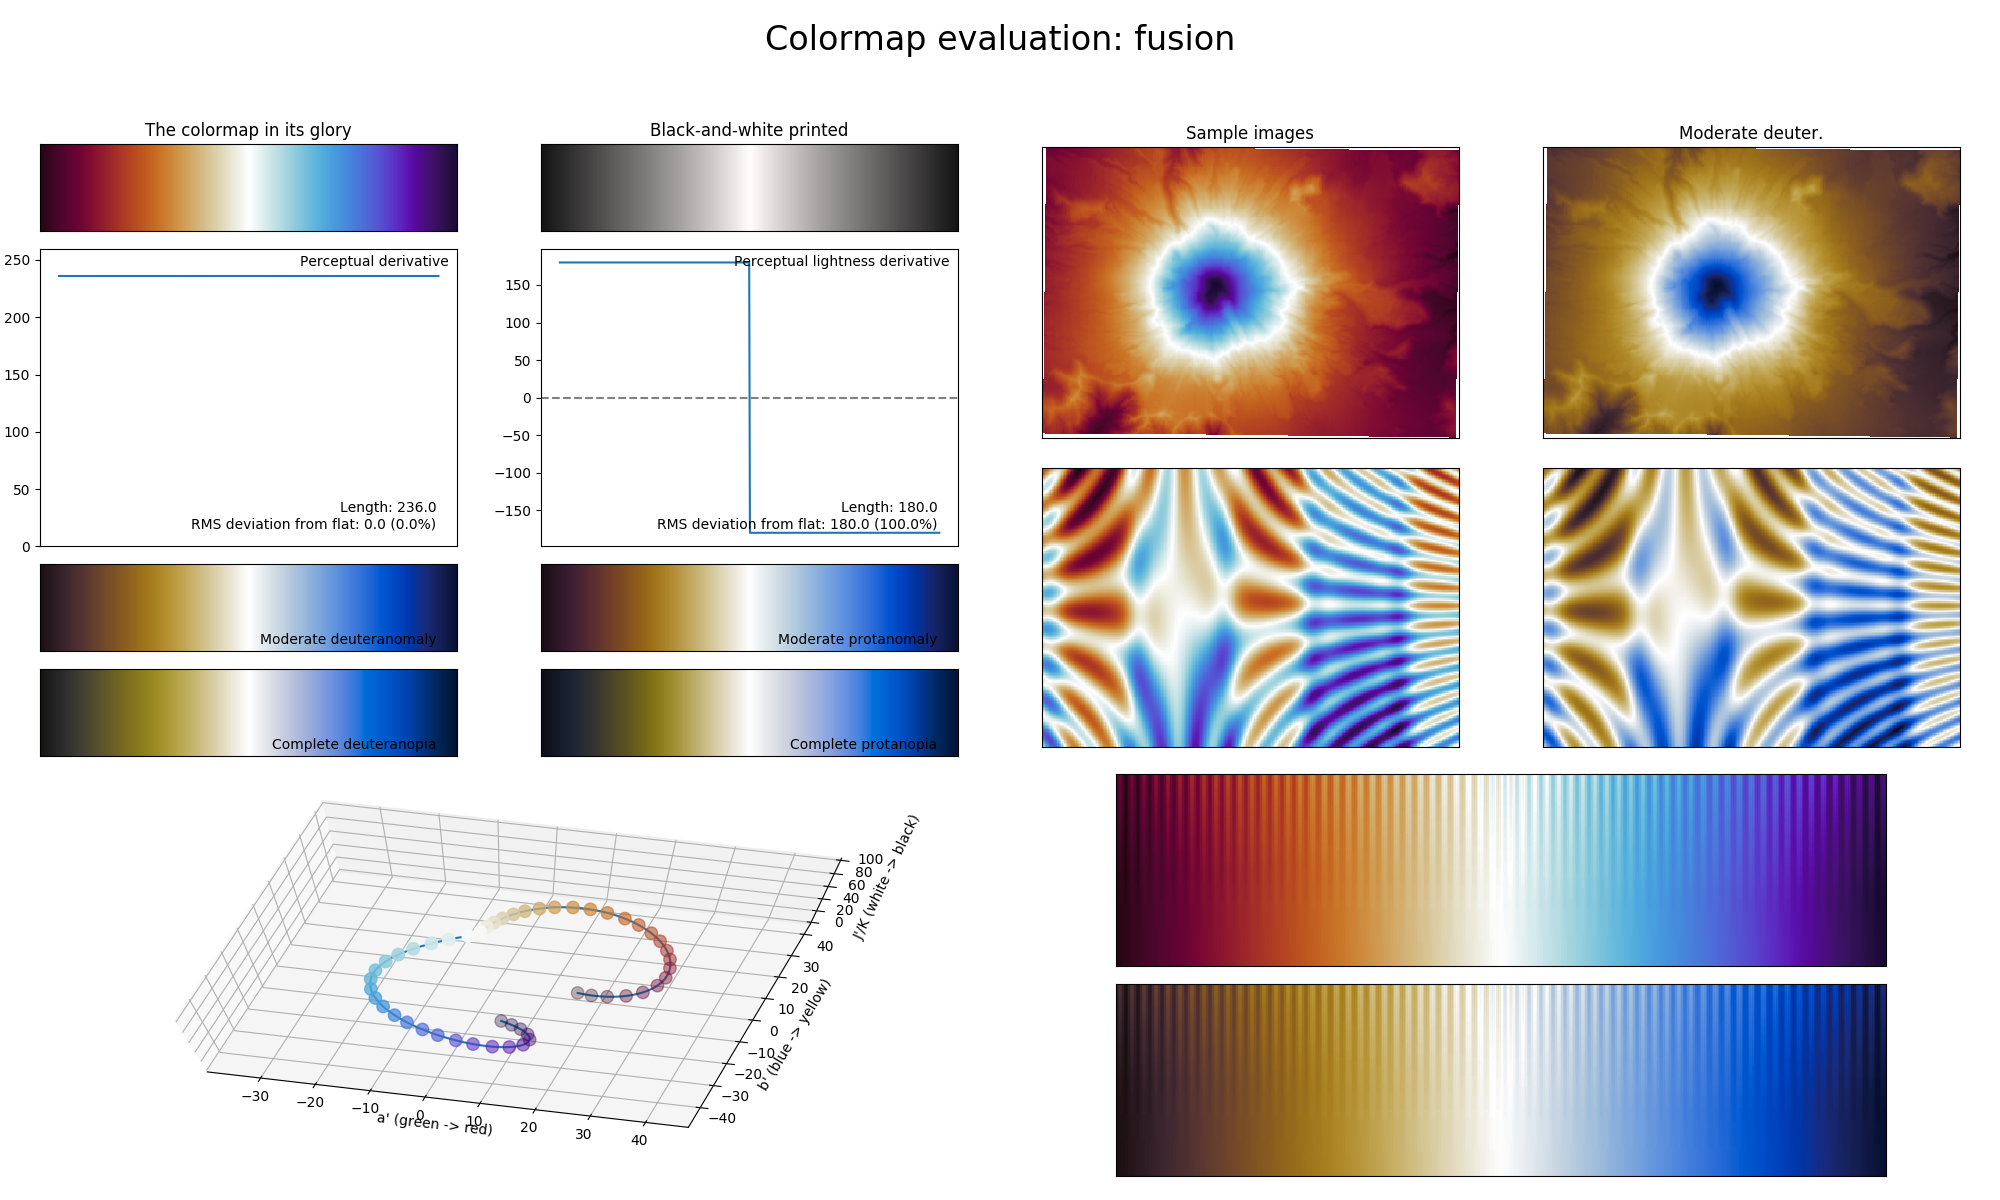 Colormap evaluation: fusion
The colormap in its glory
Black-and-white printed
Sample images
Moderate deuter.
Perceptual derivative
250
200
150
100
50
0
Length: 236.0
RMS deviation from flat: 0.0 (0.0%)
Perceptual lightness derivative
150
100
50
0
−50
−100
−150
Length: 180.0
RMS deviation from flat: 180.0 (100.0%)
Moderate deuteranomaly
Moderate protanomaly
Complete deuteranopia
Complete protanopia
−30
−20
−10
0
10
20
30
40
a' (green -> red)
40
30
20
10
0
−10
−20
−30
−40
b' (blue -> yellow)
100
80
60
40
20
0
J'/K (white -> black)